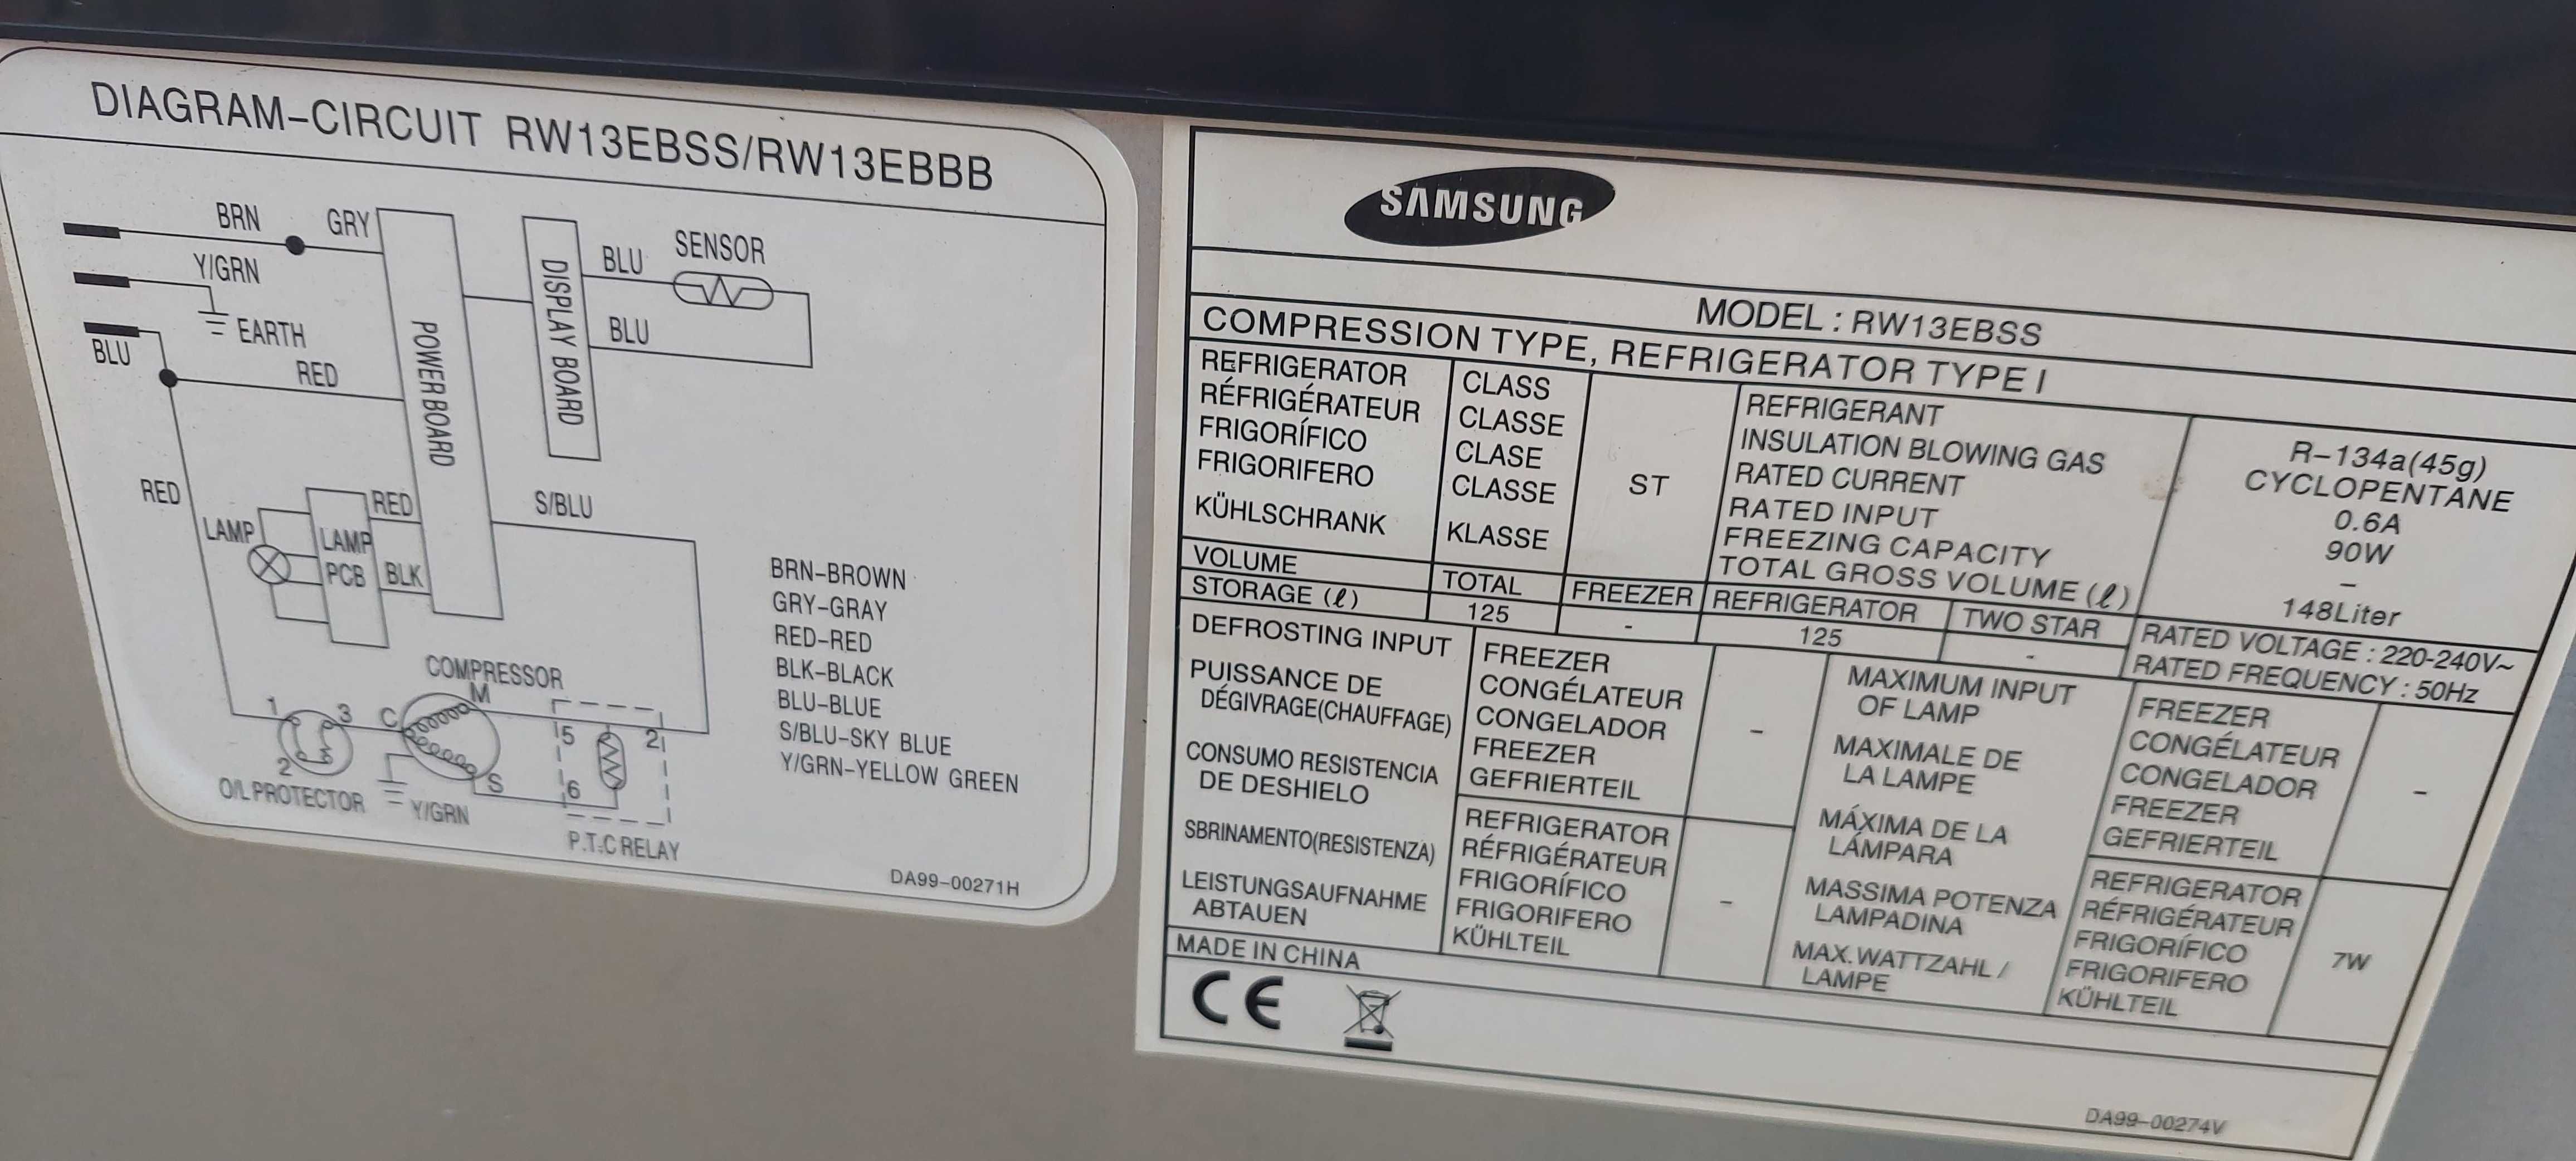 DIAGRAM-CIRCUIT RW13EBSS/RW13EBBB
BRN
GRY
Y/GRN
EARTH
BLU
RED
POWER BOARD
DISPLAY BOARD
BLU
SENSOR
BLU
RED
LAMP
LAMP
PCB
RED
BLK
S/BLU
BRN-BROWN
GRY-GRAY
RED-RED
BLK-BLACK
BLU-BLUE
S/BLU-SKY BLUE
Y/GRN-YELLOW GREEN
COMPRESSOR
1
3
2
C
M
S
5
2
6
O/L PROTECTOR
Y/GRN
P.T.C RELAY
DA99-00271H
SAMSUNG
MODEL : RW13EBSS
COMPRESSION TYPE, REFRIGERATOR TYPE I
REFRIGERATOR
RÉFRIGÉRATEUR
FRIGORÍFICO
FRIGORIFERO
KÜHLSCHRANK
CLASS
CLASSE
CLASE
CLASSE
KLASSE
ST
REFRIGERANT
INSULATION BLOWING GAS
RATED CURRENT
RATED INPUT
FREEZING CAPACITY
TOTAL GROSS VOLUME (ℓ)
R-134a(45g)
CYCLOPENTANE
0.6A
90W
-
148Liter
VOLUME
STORAGE (ℓ)
TOTAL
125
FREEZER
-
REFRIGERATOR
125
TWO STAR
-
RATED VOLTAGE : 220-240V~
RATED FREQUENCY : 50Hz
DEFROSTING INPUT
PUISSANCE DE
DÉGIVRAGE(CHAUFFAGE)
CONSUMO RESISTENCIA
DE DESHIELO
SBRINAMENTO(RESISTENZA)
LEISTUNGSAUFNAHME
ABTAUEN
FREEZER
CONGÉLATEUR
CONGELADOR
FREEZER
GEFRIERTEIL
-
REFRIGERATOR
RÉFRIGÉRATEUR
FRIGORÍFICO
FRIGORIFERO
KÜHLTEIL
-
MAXIMUM INPUT
OF LAMP
MAXIMALE DE
LA LAMPE
MÁXIMA DE LA
LÁMPARA
MASSIMA POTENZA
LAMPADINA
MAX.WATTZAHL /
LAMPE
FREEZER
CONGÉLATEUR
CONGELADOR
FREEZER
GEFRIERTEIL
-
REFRIGERATOR
RÉFRIGÉRATEUR
FRIGORÍFICO
FRIGORIFERO
KÜHLTEIL
7W
MADE IN CHINA
CE
DA99-00274V